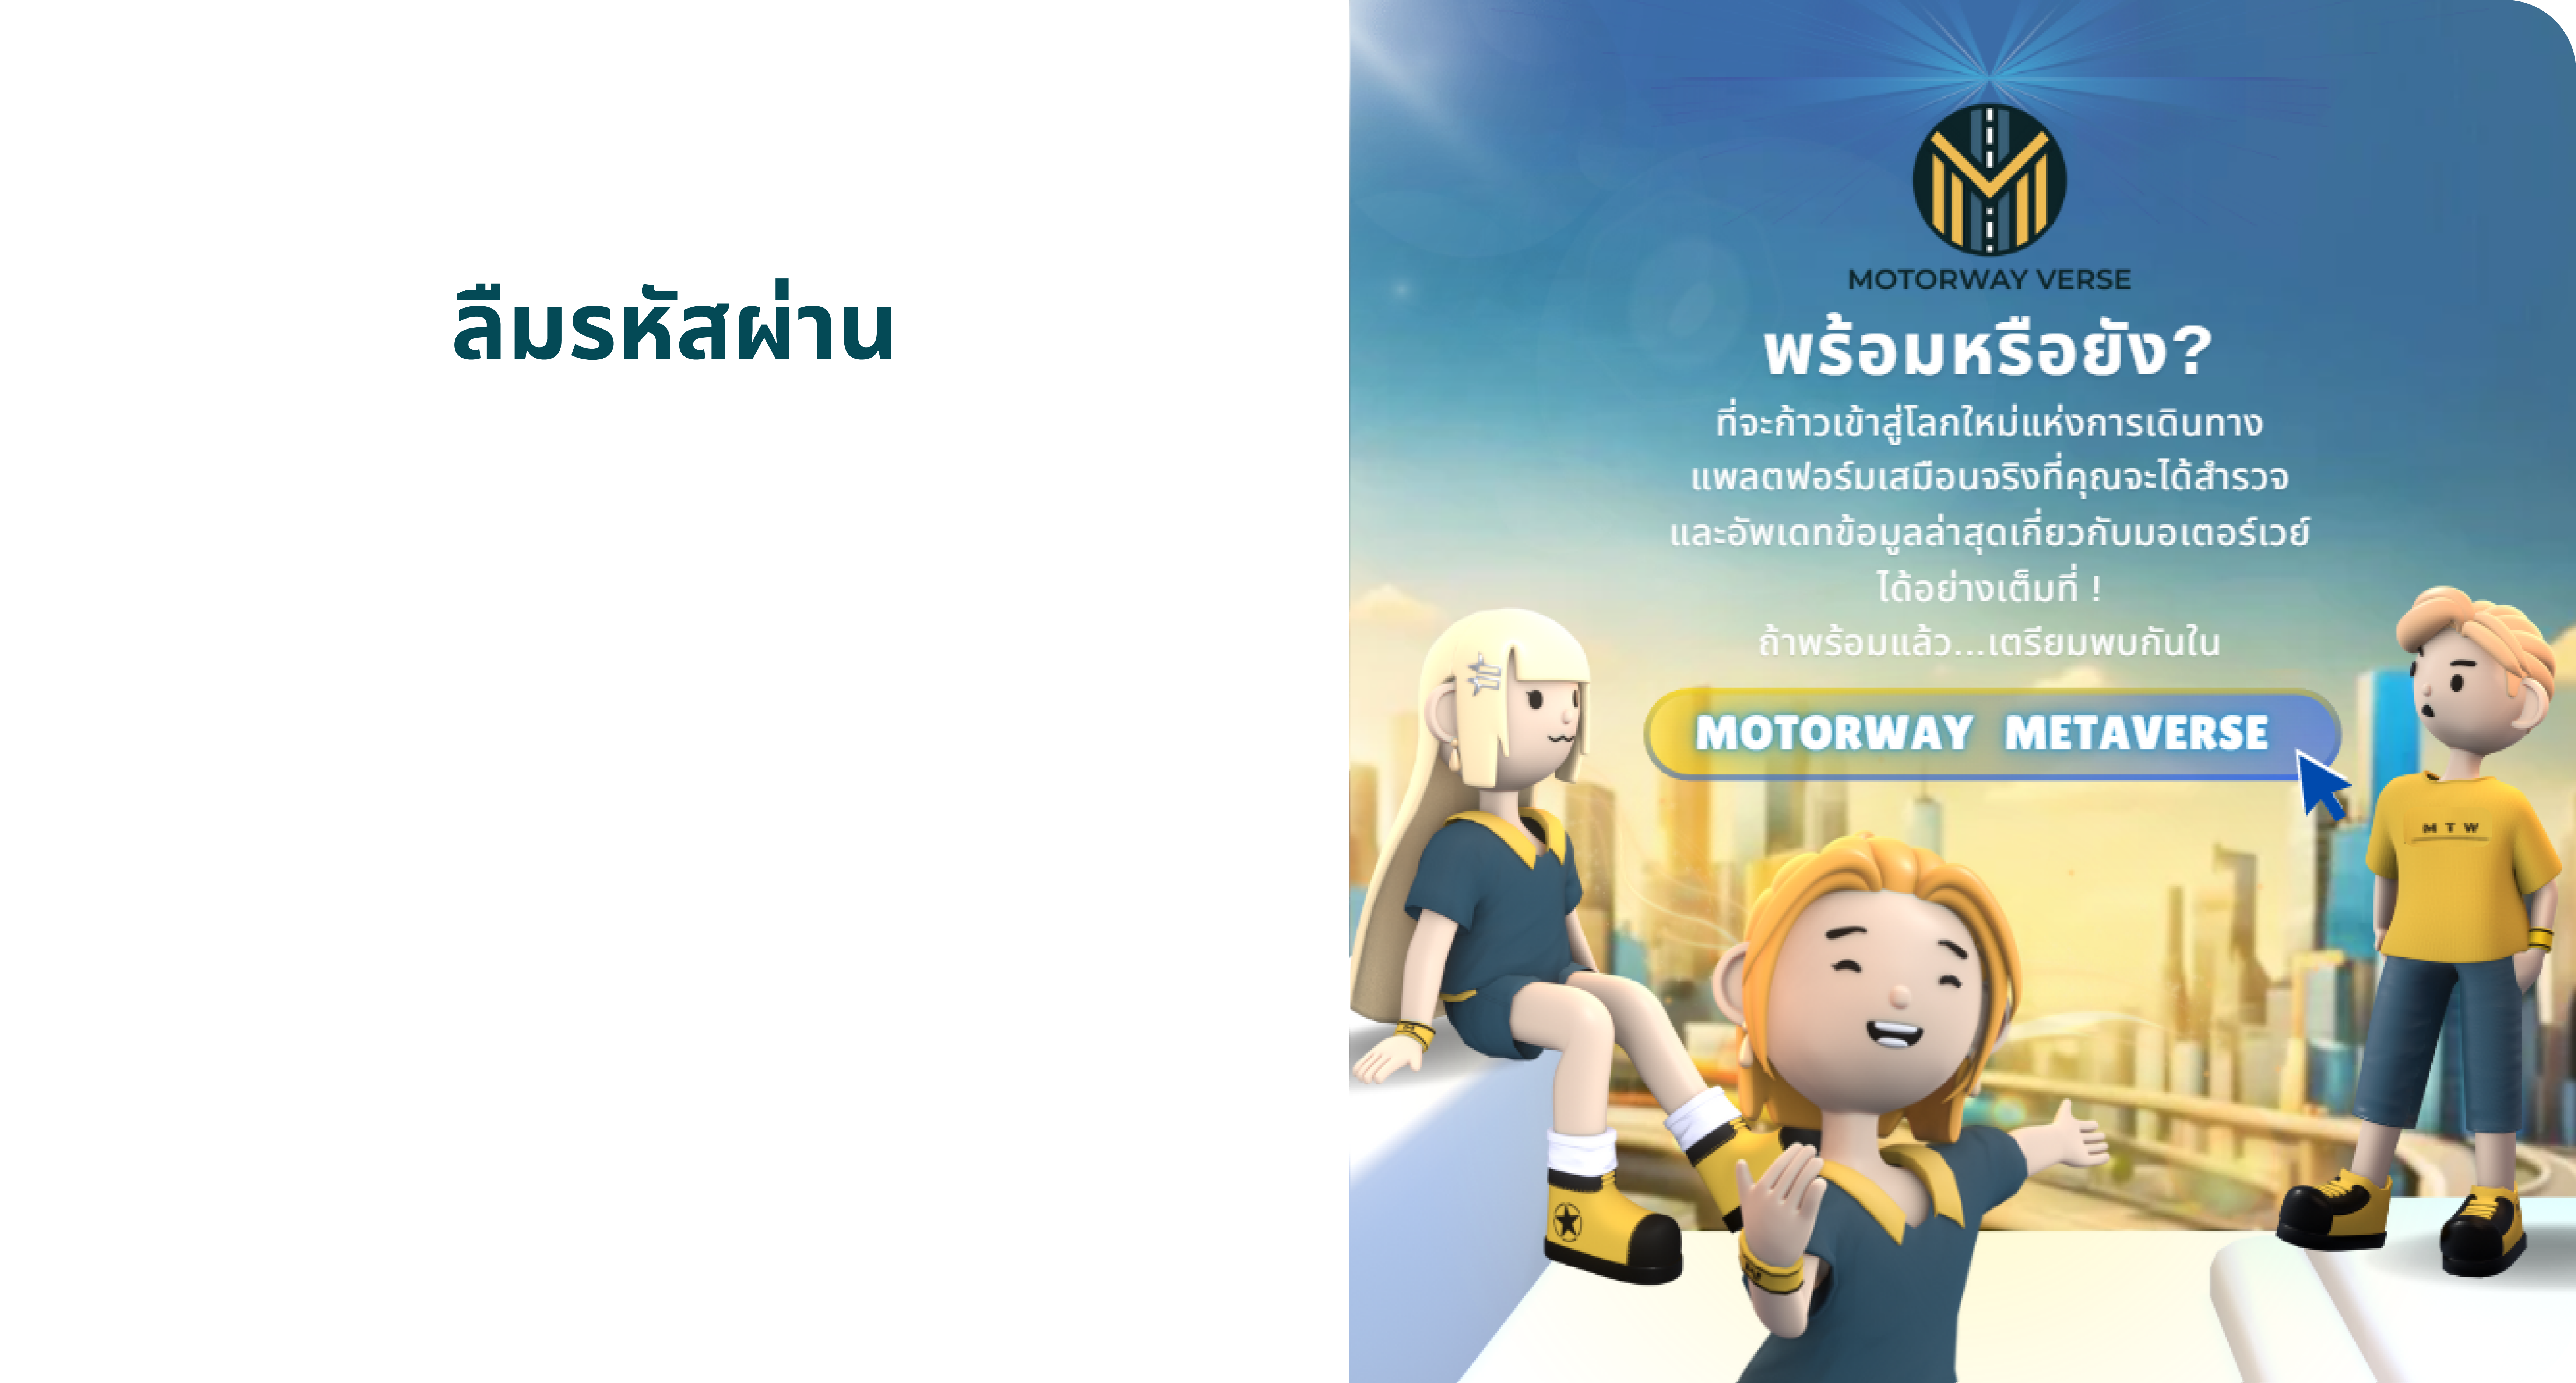 ลืมรหัสผ่าน
MOTORWAY VERSE
พร้อมหรือยัง?
ที่จะก้าวเข้าสู่โลกใหม่แห่งการเดินทาง
แพลตฟอร์มเสมือนจริงที่คุณจะได้สำรวจ
และอัพเดทข้อมูลล่าสุดเกี่ยวกับมอเตอร์เวย์
ได้อย่างเต็มที่ !
ถ้าพร้อมแล้ว...เตรียมพบกันใน
MOTORWAY METAVERSE
M T W